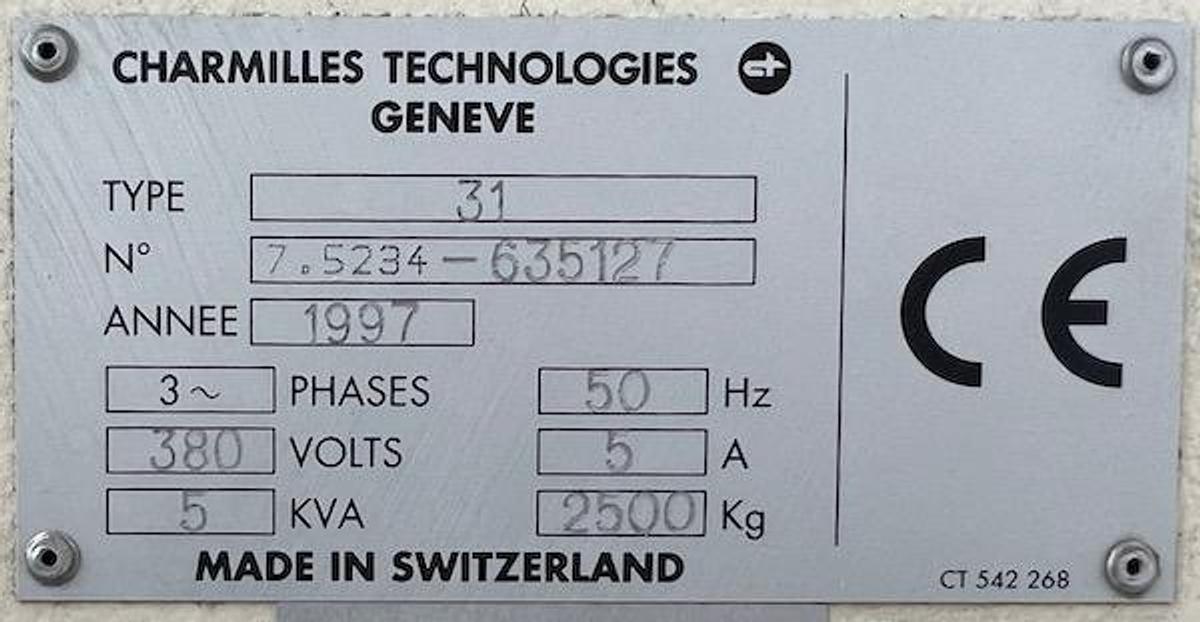 CHARMILLES TECHNOLOGIES
GENEVE
TYPE 31
N° 7.5234-635127
ANNEE 1997
3~ PHASES 50 Hz
380 VOLTS 5 A
5 KVA 2500 Kg
MADE IN SWITZERLAND
CE
CT 542 268